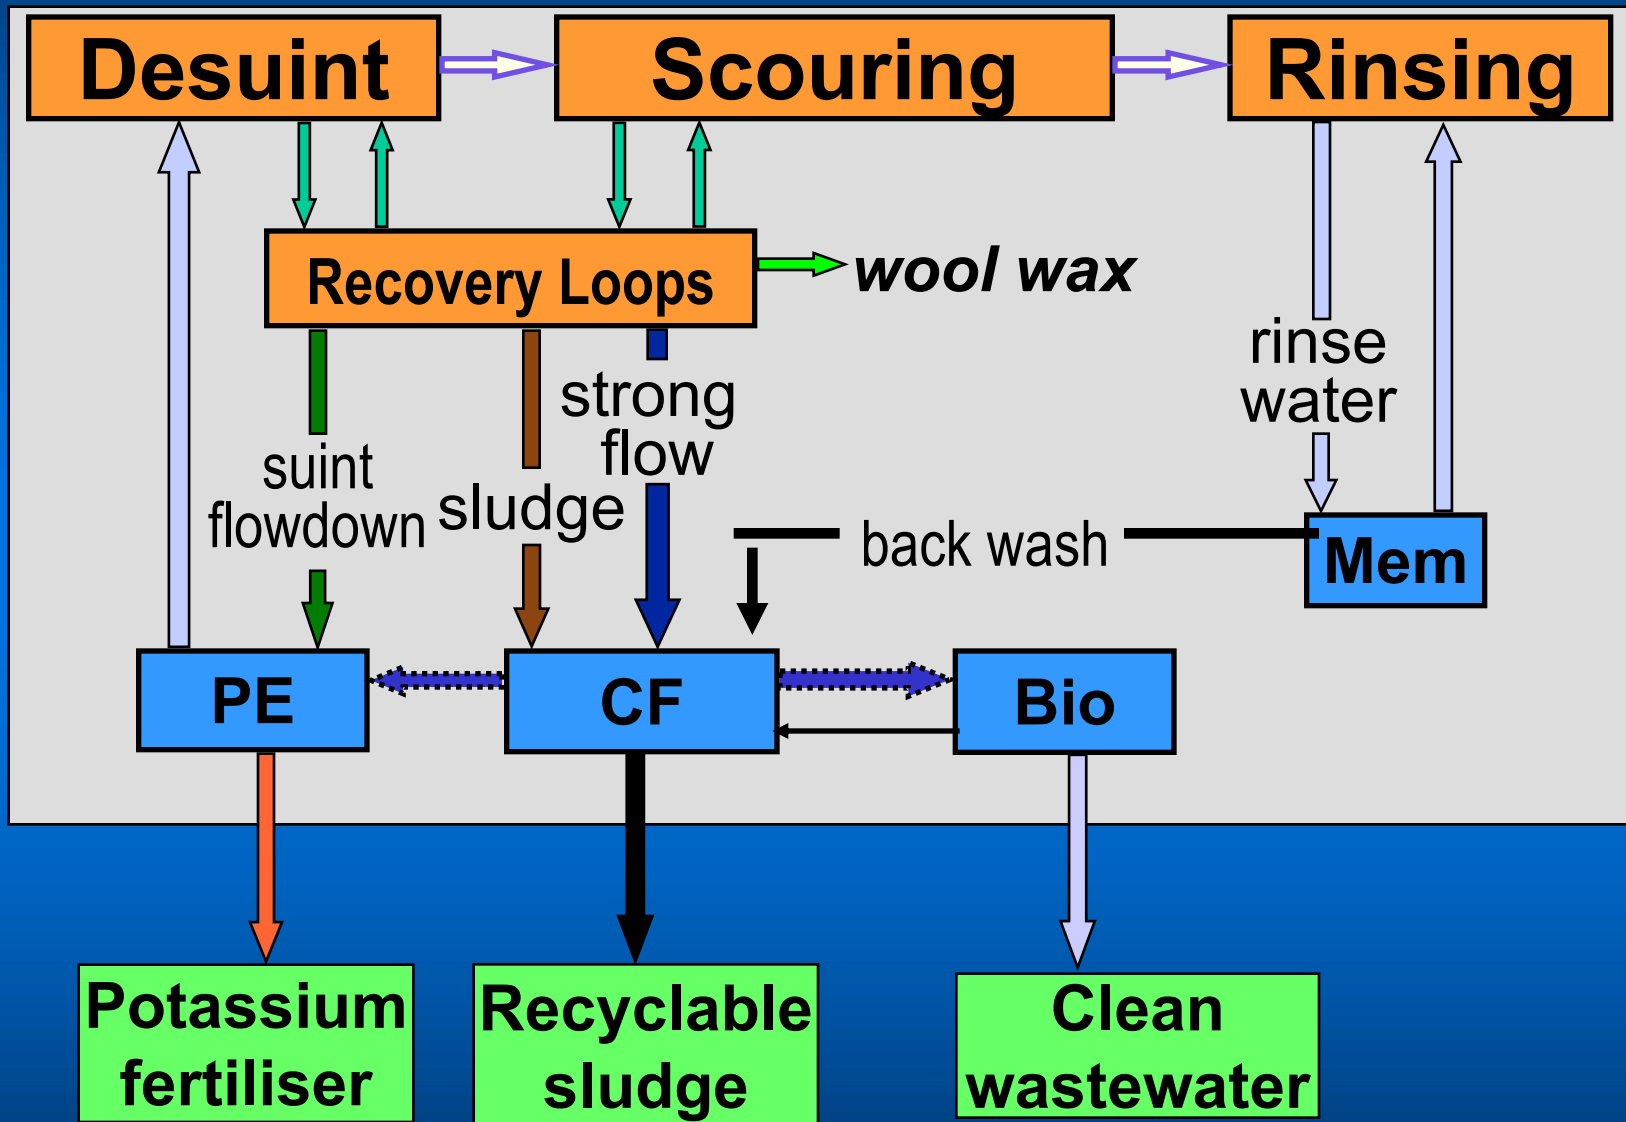 Desuint
Scouring
Rinsing
Recovery Loops
wool wax
rinse
water
strong
flow
suint
flowdown
sludge
back wash
Mem
PE
CF
Bio
Potassium
fertiliser
Recyclable
sludge
Clean
wastewater